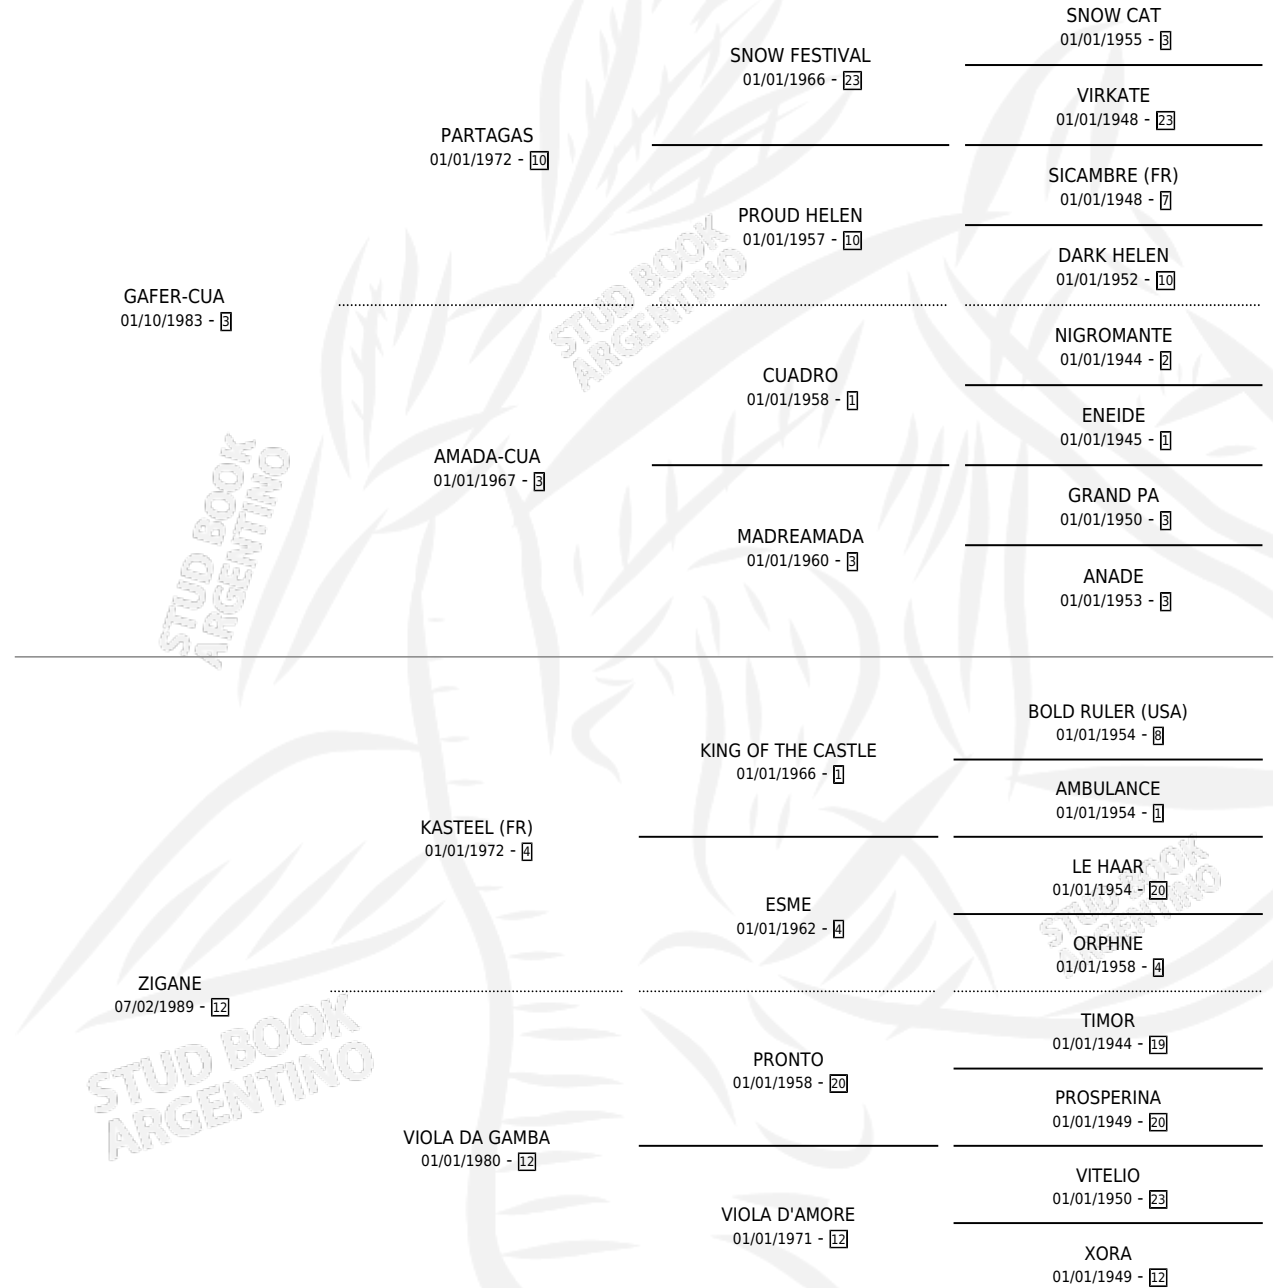 SNOW CAT
01/01/1955 - 3
SNOW FESTIVAL
01/01/1966 - 23
VIRKATE
01/01/1948 - 23
PARTAGAS
01/01/1972 - 10
SICAMBRE (FR)
01/01/1948 - 7
PROUD HELEN
01/01/1957 - 10
DARK HELEN
01/01/1952 - 10
GAFER-CUA
01/10/1983 - 3
STUD BOOK
ARGENTINO
NIGROMANTE
01/01/1944 - 2
CUADRO
01/01/1958 - 1
ENEIDE
01/01/1945 - 1
AMADA-CUA
01/01/1967 - 3
GRAND PA
01/01/1950 - 3
MADREAMADA
01/01/1960 - 3
ANADE
01/01/1953 - 3
STUD BOOK
ARGENTINO
BOLD RULER (USA)
01/01/1954 - 8
KING OF THE CASTLE
01/01/1966 - 1
AMBULANCE
01/01/1954 - 1
KASTEEL (FR)
01/01/1972 - 4
LE HAAR
01/01/1954 - 20
ESME
01/01/1962 - 4
ORPHNE
01/01/1958 - 4
STUD BOOK
ARGENTINO
ZIGANE
07/02/1989 - 12
STUD BOOK
ARGENTINO
TIMOR
01/01/1944 - 19
PRONTO
01/01/1958 - 20
PROSPERINA
01/01/1949 - 20
VIOLA DA GAMBA
01/01/1980 - 12
VITELIO
01/01/1950 - 23
VIOLA D'AMORE
01/01/1971 - 12
XORA
01/01/1949 - 12